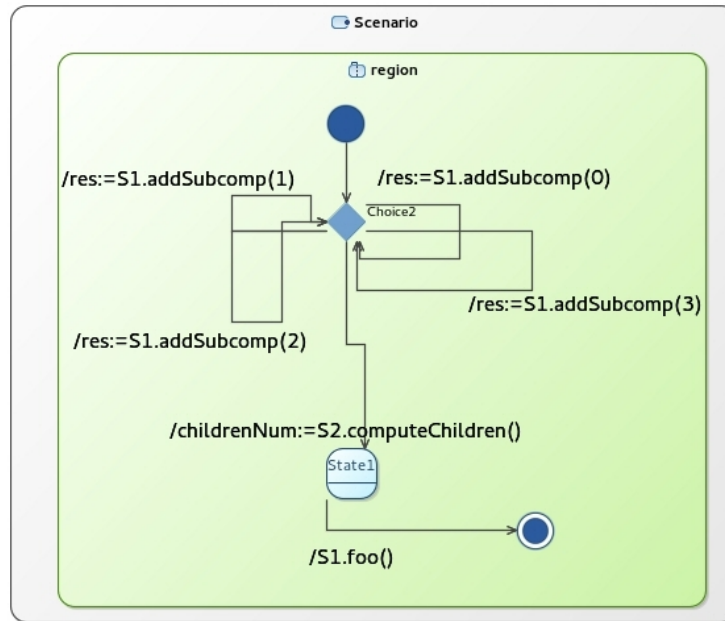 Scenario
region
/res:=S1.addSubcomp(1)
/res:=S1.addSubcomp(0)
Choice2
/res:=S1.addSubcomp(3)
/res:=S1.addSubcomp(2)
/childrenNum:=S2.computeChildren()
State1
/S1.foo()